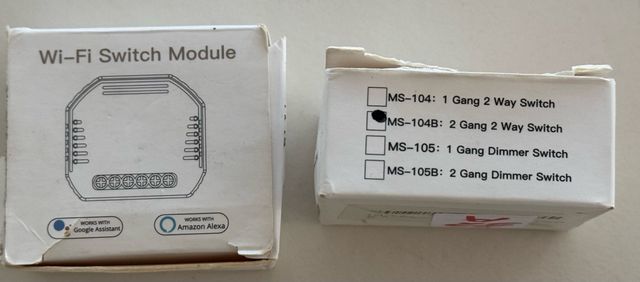 Wi-Fi Switch Module
WORKS WITH
Google Assistant
WORKS WITH
Amazon Alexa
MS-104: 1 Gang 2 Way Switch
MS-104B: 2 Gang 2 Way Switch
MS-105: 1 Gang Dimmer Switch
MS-105B: 2 Gang Dimmer Switch